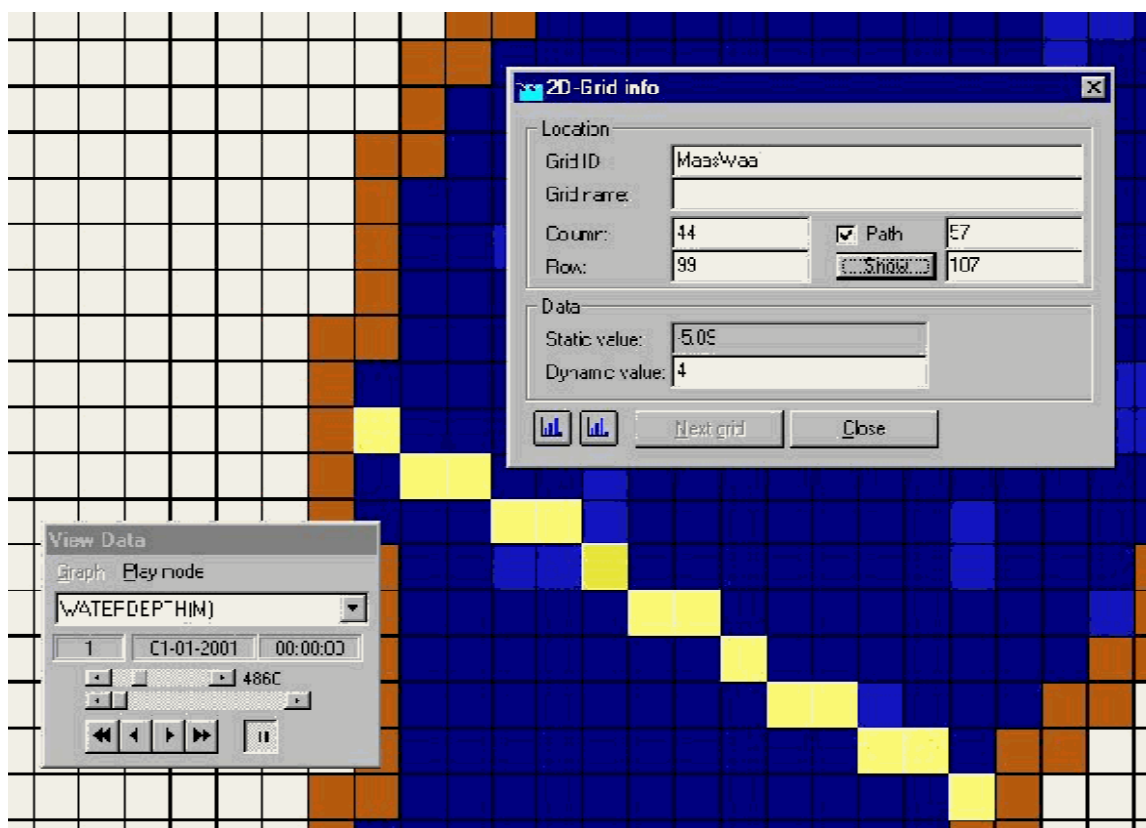 2D-Grid info
Location
Grid ID MaasWaal
Grid name:
Column: 44 Path 57
Row: 99 Show 107
Data
Static value: -5.09
Dynamic value: 4
Next grid Close
View Data
Graph Play mode
WATERDEPTH(M)
1 01-01-2001 00:00:00
4860